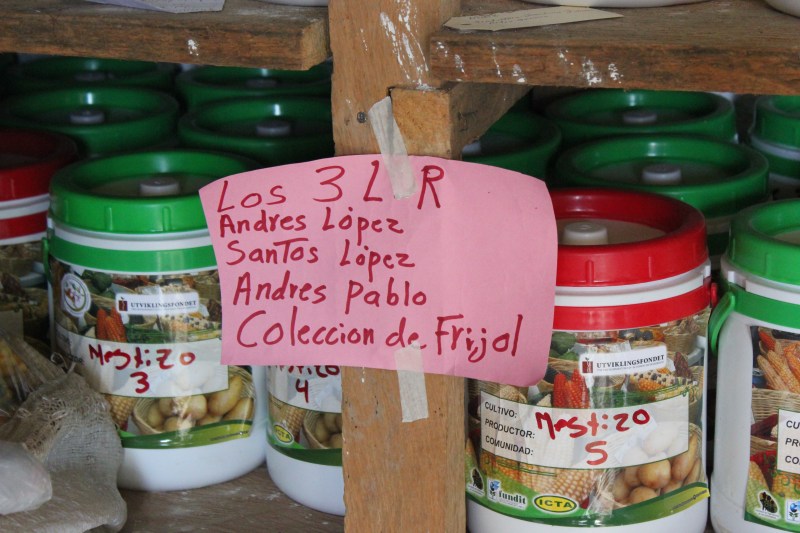 Los 3 L R
Andres López
Santos López
Andres Pablo
Coleccion de Frijol
UTVIKLINGSFONDET
Mestizo
3
Mestizo
4
UTVIKLINGSFONDET
CULTIVO:
PRODUCTOR:
COMUNIDAD:
Mestizo
5
fundit
ICTA